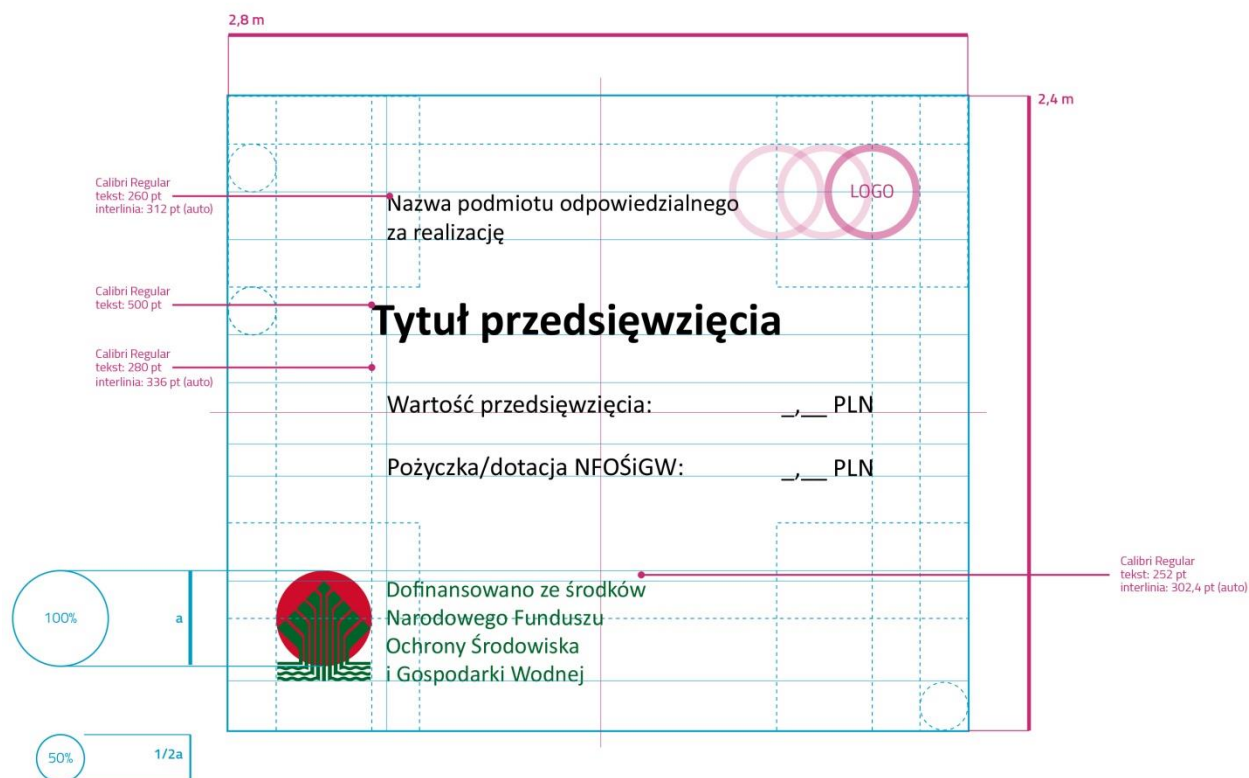 2,8 m
2,4 m
Calibri Regular
tekst: 260 pt
interlinia: 312 pt (auto)
Nazwa podmiotu odpowiedzialnego
za realizację
LOGO
Calibri Regular
tekst: 500 pt
Tytuł przedsięwzięcia
Calibri Regular
tekst: 280 pt
interlinia: 336 pt (auto)
Wartość przedsięwzięcia: _,__ PLN
Pożyczka/dotacja NFOŚiGW: _,__ PLN
Calibri Regular
tekst: 252 pt
interlinia: 302,4 pt (auto)
100%
a
Dofinansowano ze środków
Narodowego Funduszu
Ochrony Środowiska
i Gospodarki Wodnej
50%
1/2a